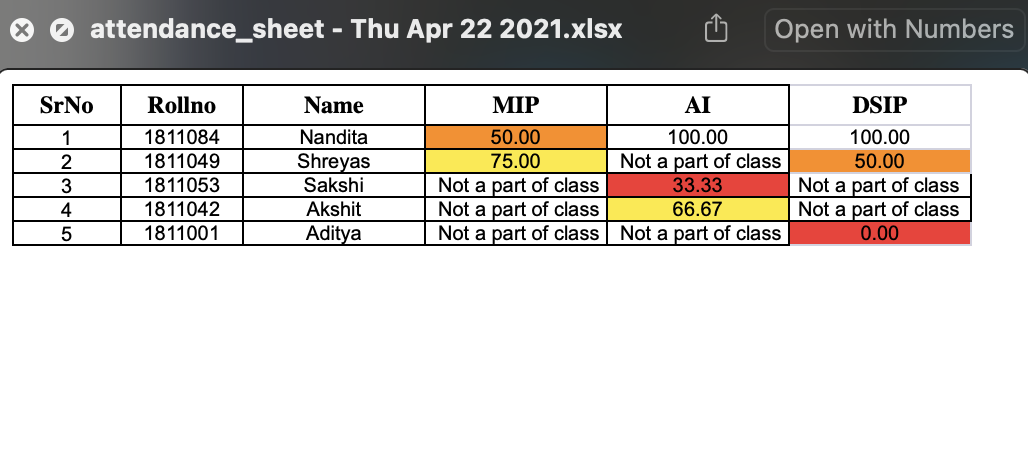 attendance_sheet - Thu Apr 22 2021.xlsx Open with Numbers
SrNo Rollno Name MIP AI DSIP
1 1811084 Nandita 50.00 100.00 100.00
2 1811049 Shreyas 75.00 Not a part of class 50.00
3 1811053 Sakshi Not a part of class 33.33 Not a part of class
4 1811042 Akshit Not a part of class 66.67 Not a part of class
5 1811001 Aditya Not a part of class Not a part of class 0.00